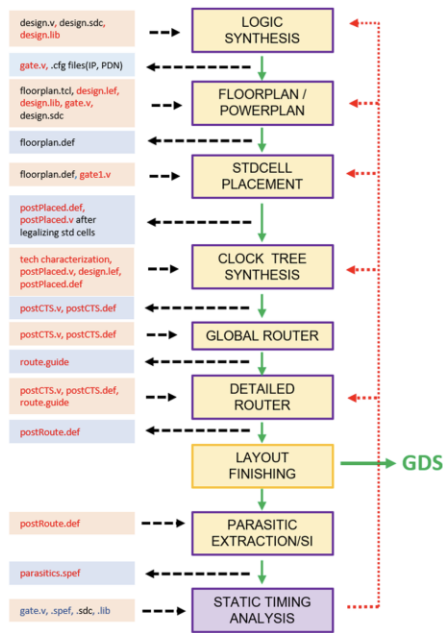 design.v, design.sdc,
design.lib
LOGIC
SYNTHESIS
gate.v, .cfg files(IP, PDN)
floorplan.tcl, design.lef,
design.lib, gate.v,
design.sdc
FLOORPLAN /
POWERPLAN
floorplan.def
floorplan.def, gate1.v
STDCELL
PLACEMENT
postPlaced.def,
postPlaced.v after
legalizing std cells
tech characterization,
postPlaced.v, design.lef,
postPlaced.def
CLOCK TREE
SYNTHESIS
postCTS.v, postCTS.def
postCTS.v, postCTS.def
GLOBAL ROUTER
route.guide
postCTS.v, postCTS.def,
route.guide
DETAILED
ROUTER
postRoute.def
LAYOUT
FINISHING
GDS
postRoute.def
PARASITIC
EXTRACTION/SI
parasitics.spef
gate.v, .spef, .sdc, .lib
STATIC TIMING
ANALYSIS